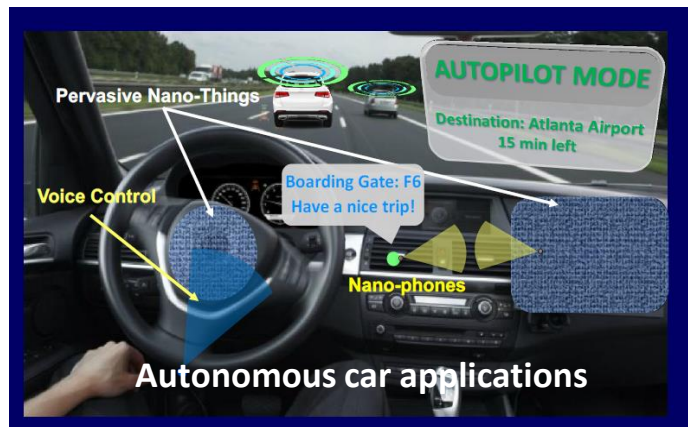 AUTOPILOT MODE
Destination: Atlanta Airport
15 min left
Pervasive Nano-Things
Boarding Gate: F6
Have a nice trip!
Voice Control
Nano-phones
Autonomous car applications